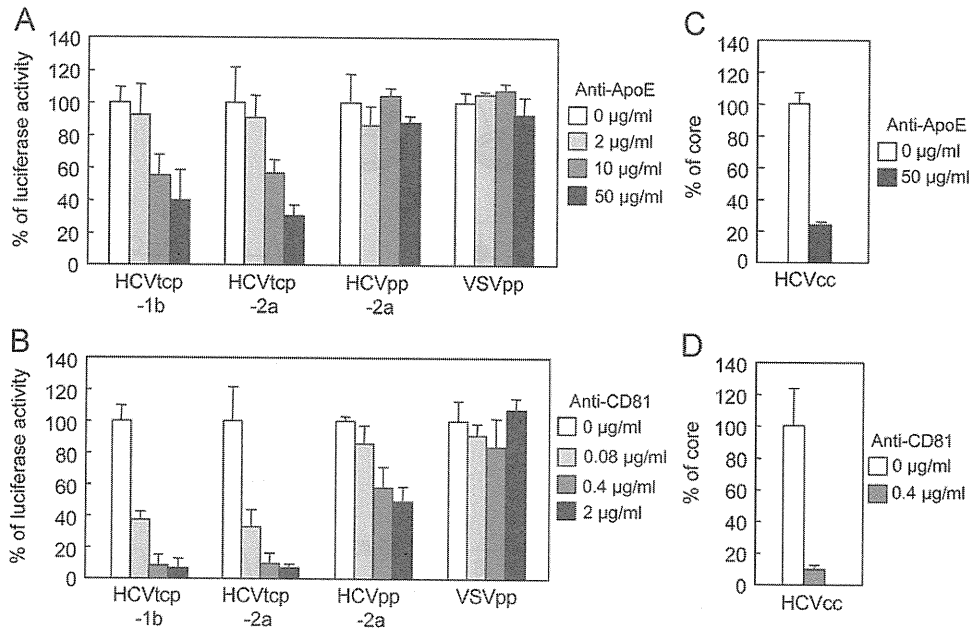 A
% of luciferase activity
140
120
100
80
60
40
20
0
HCVtcp
-1b
HCVtcp
-2a
HCVpp
-2a
VSVpp
Anti-ApoE
0 µg/ml
2 µg/ml
10 µg/ml
50 µg/ml
C
% of core
140
120
100
80
60
40
20
0
HCVcc
Anti-ApoE
0 µg/ml
50 µg/ml
B
% of luciferase activity
140
120
100
80
60
40
20
0
HCVtcp
-1b
HCVtcp
-2a
HCVpp
-2a
VSVpp
Anti-CD81
0 µg/ml
0.08 µg/ml
0.4 µg/ml
2 µg/ml
D
% of core
140
120
100
80
60
40
20
0
HCVcc
Anti-CD81
0 µg/ml
0.4 µg/ml